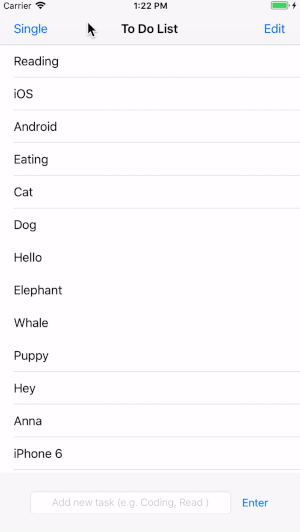 Carrier 1:22 PM
Single To Do List Edit
Reading
iOS
Android
Eating
Cat
Dog
Hello
Elephant
Whale
Puppy
Hey
Anna
iPhone 6
Add new task (e.g. Coding, Read ) Enter